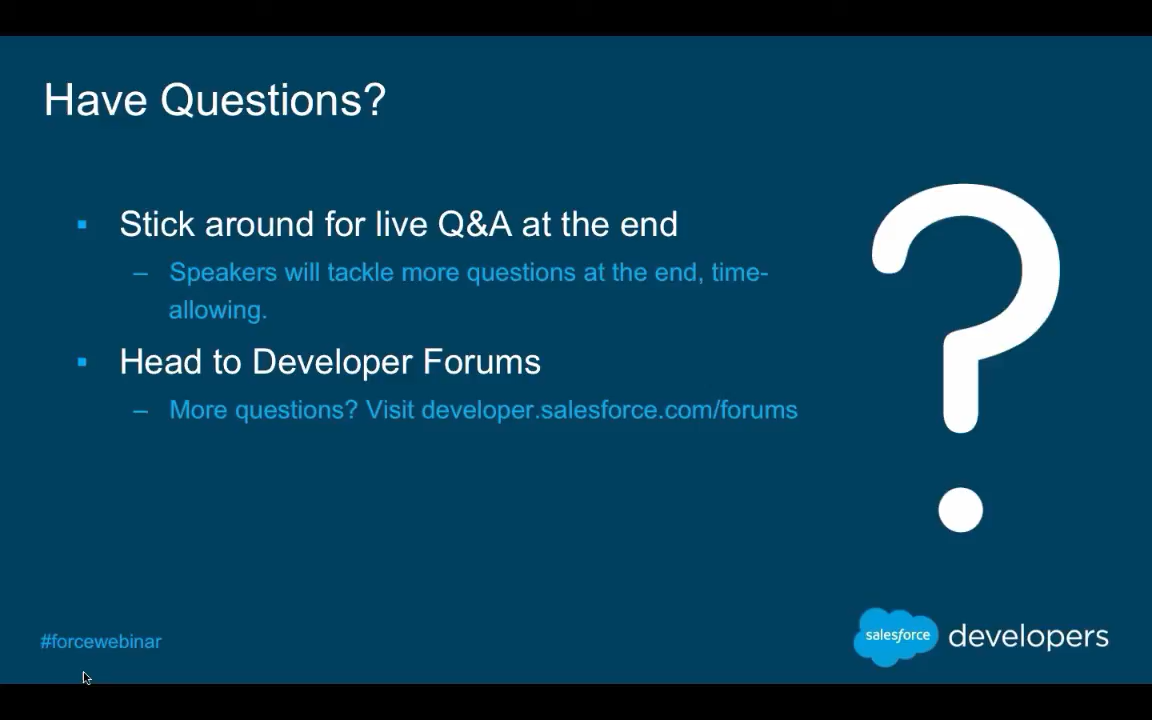 Have Questions?
▪ Stick around for live Q&A at the end
– Speakers will tackle more questions at the end, time-
allowing.
▪ Head to Developer Forums
– More questions? Visit developer.salesforce.com/forums
?
#forcewebinar
salesforce developers